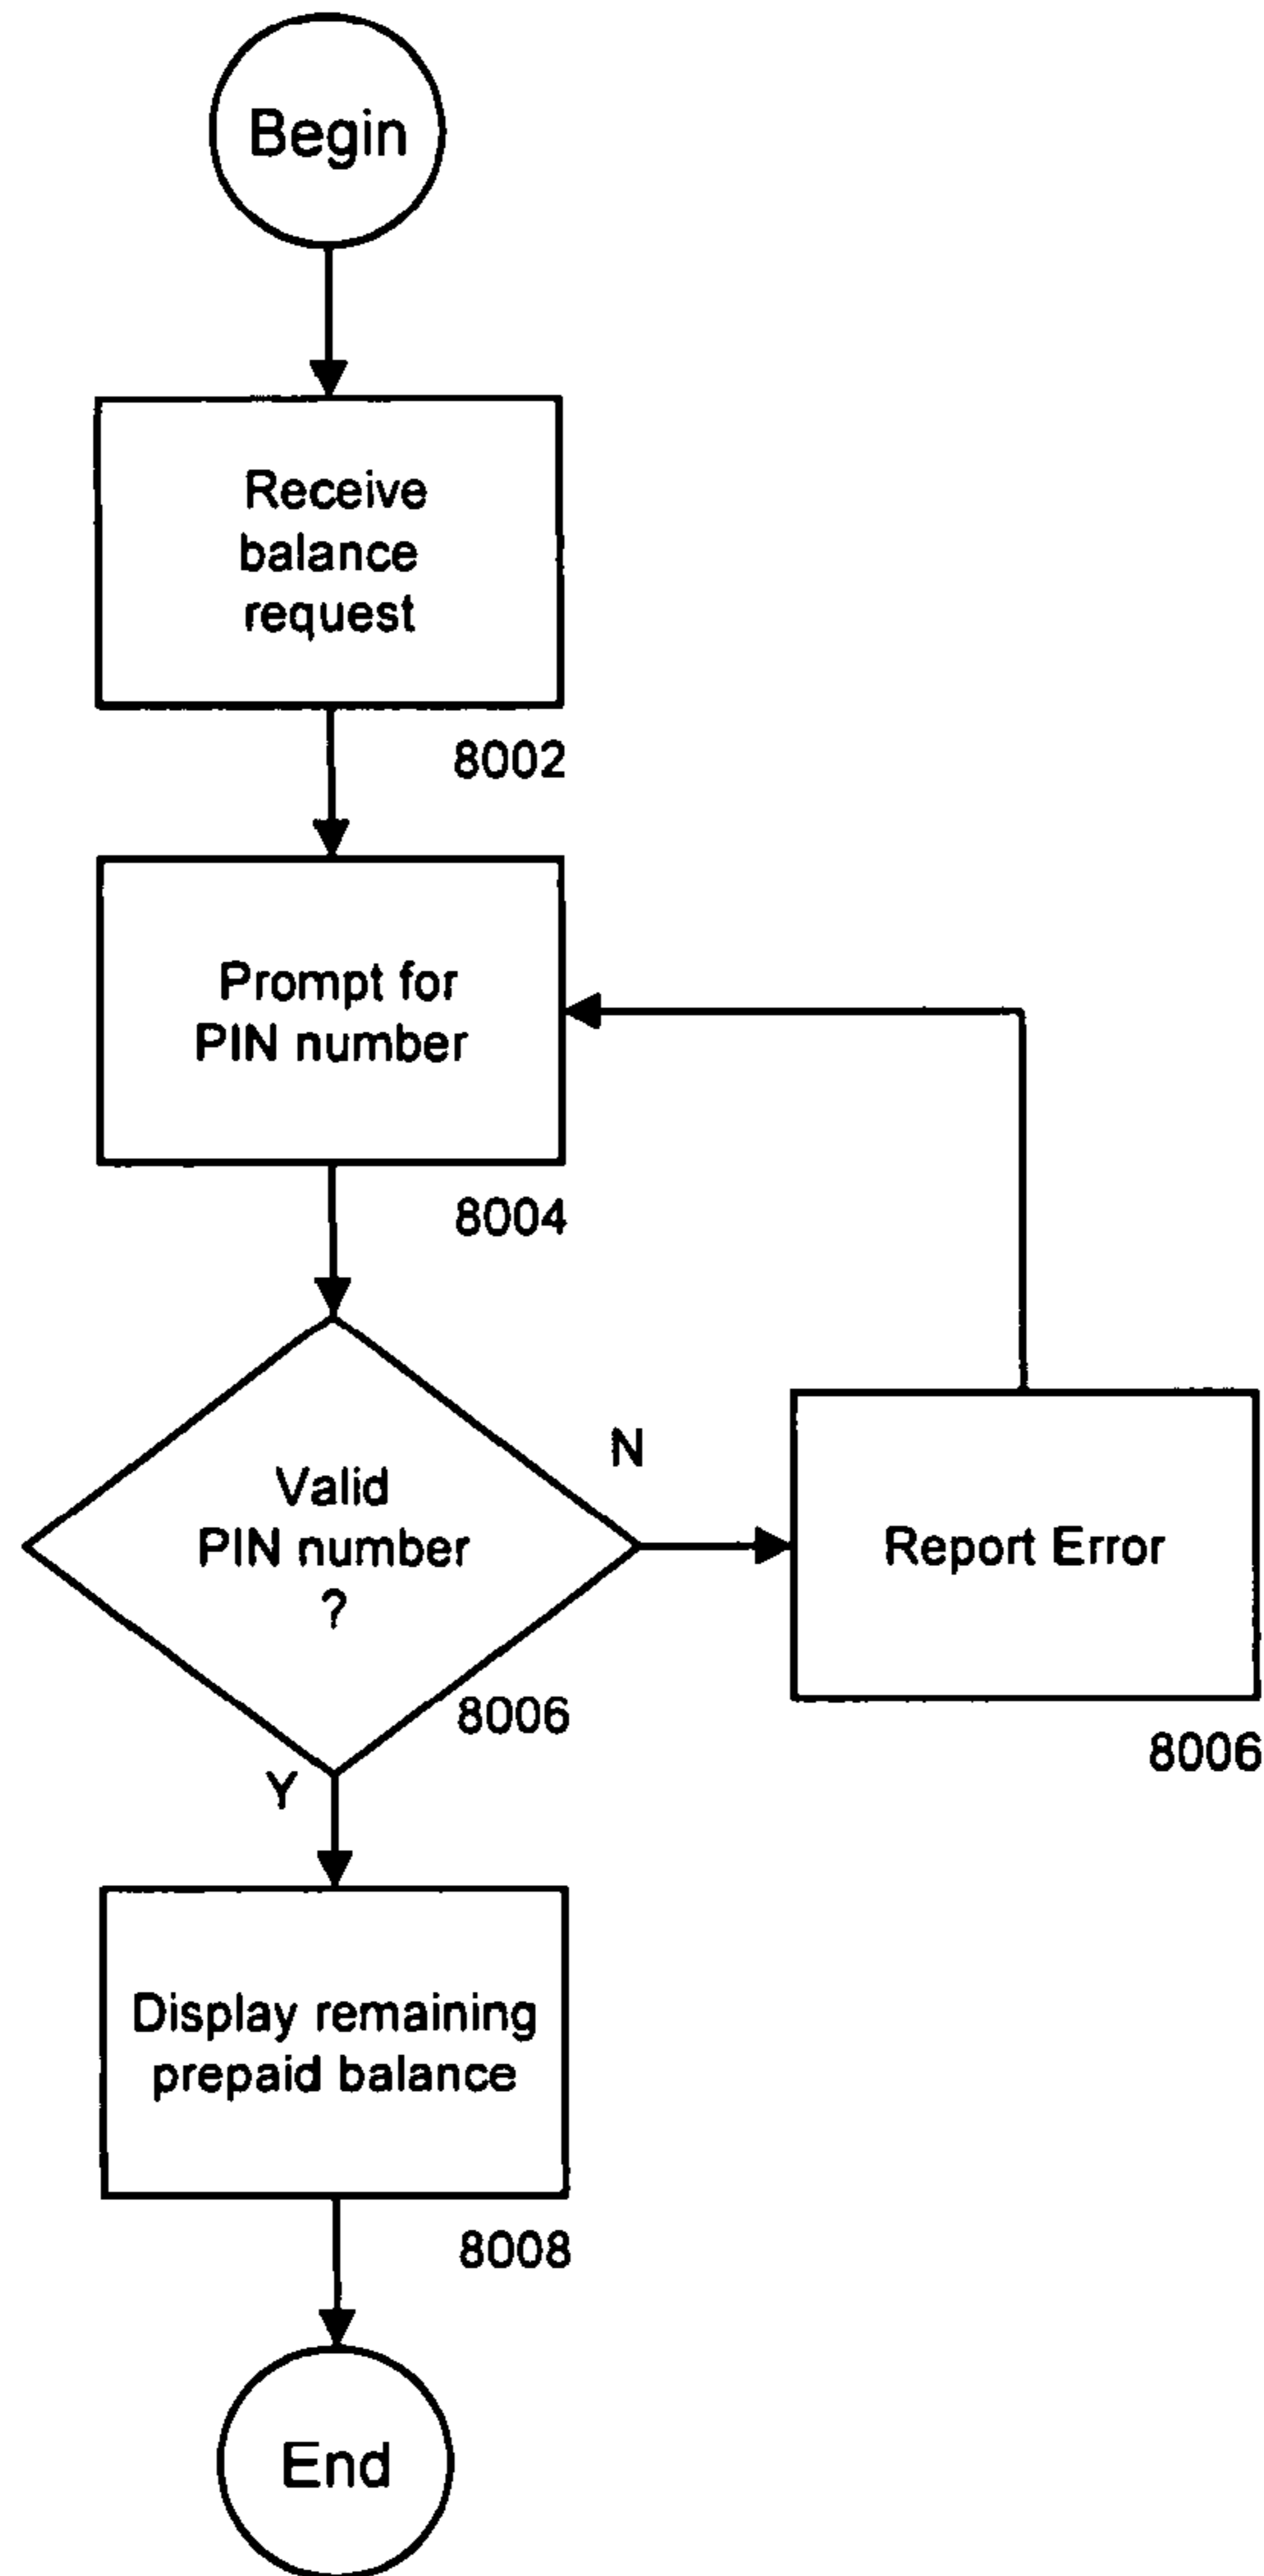 Begin
Receive
balance
request
8002
Prompt for
PIN number
8004
Valid
PIN number
?
8006
N
Report Error
8006
Y
Display remaining
prepaid balance
8008
End